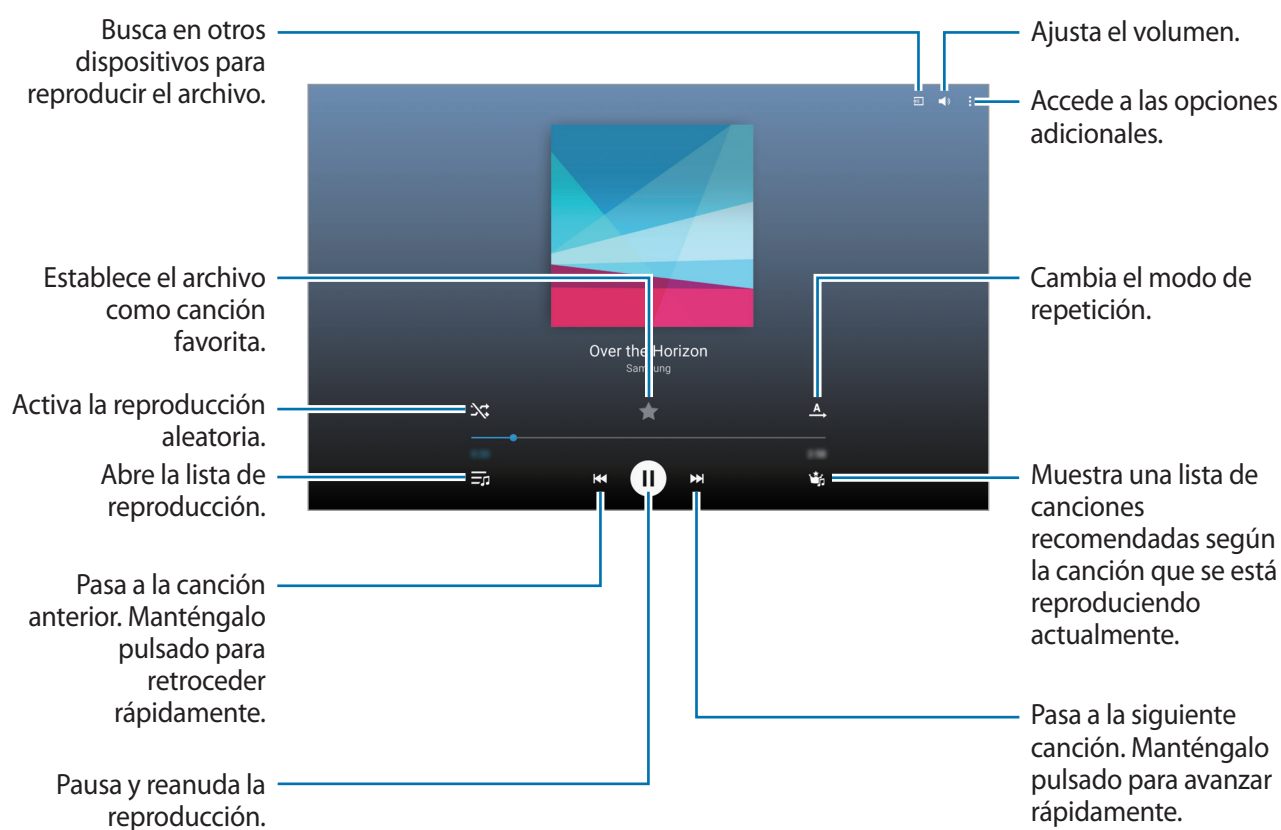 Busca en otros
dispositivos para
reproducir el archivo.
Ajusta el volumen.
Accede a las opciones
adicionales.
Establece el archivo
como canción
favorita.
Cambia el modo de
repetición.
Over the Horizon
Samsung
Activa la reproducción
aleatoria.
A
Abre la lista de
reproducción.
Muestra una lista de
canciones
recomendadas según
la canción que se está
reproduciendo
actualmente.
Pasa a la canción
anterior. Manténgalo
pulsado para
retroceder
rápidamente.
Pasa a la siguiente
canción. Manténgalo
pulsado para avanzar
rápidamente.
Pausa y reanuda la
reproducción.